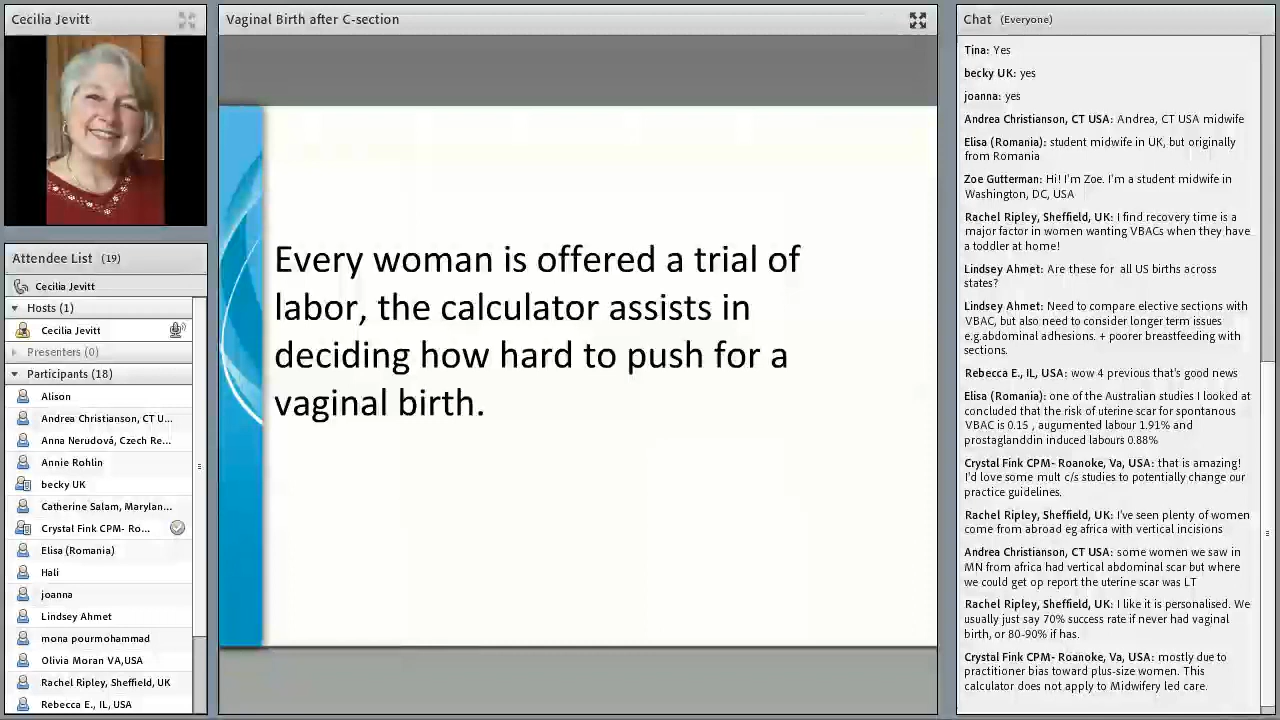 Cecilia Jevitt
Attendee List (19)
Cecilia Jevitt
Hosts (1)
Cecilia Jevitt
Presenters (0)
Participants (18)
Alison
Andrea Christianson, CT U...
Anna Nerudová, Czech Re...
Annie Rohlin
becky UK
Catherine Salam, Marylan...
Crystal Fink CPM- Ro...
Elisa (Romania)
Hali
joanna
Lindsey Ahmet
mona pourmohammad
Olivia Moran VA,USA
Rachel Ripley, Sheffield, UK
Rebecca E., IL, USA
Vaginal Birth after C-section
Every woman is offered a trial of
labor, the calculator assists in
deciding how hard to push for a
vaginal birth.
Chat (Everyone)
Tina: Yes
becky UK: yes
joanna: yes
Andrea Christianson, CT USA: Andrea, CT USA midwife
Elisa (Romania): student midwife in UK, but originally
from Romania
Zoe Gutterman: Hi! I'm Zoe. I'm a student midwife in
Washington, DC, USA
Rachel Ripley, Sheffield, UK: I find recovery time is a
major factor in women wanting VBACs when they have
a toddler at home!
Lindsey Ahmet: Are these for all US births across
states?
Lindsey Ahmet: Need to compare elective sections with
VBAC, but also need to consider longer term issues
e.g.abdominal adhesions. + poorer breastfeeding with
sections.
Rebecca E., IL, USA: wow 4 previous that's good news
Elisa (Romania): one of the Australian studies I looked at
concluded that the risk of uterine scar for spontanous
VBAC is 0.15 , augumented labour 1.91% and
prostaglanddin induced labours 0.88%
Crystal Fink CPM- Roanoke, Va, USA: that is amazing!
I'd love some mult c/s studies to potentially change our
practice guidelines.
Rachel Ripley, Sheffield, UK: I've seen plenty of women
come from abroad eg africa with vertical incisions
Andrea Christianson, CT USA: some women we saw in
MN from africa had vertical abdominal scar but where
we could get op report the uterine scar was LT
Rachel Ripley, Sheffield, UK: I like it is personalised. We
usually just say 70% success rate if never had vaginal
birth, or 80-90% if has.
Crystal Fink CPM- Roanoke, Va, USA: mostly due to
practitioner bias toward plus-size women. This
calculator does not apply to Midwifery led care.